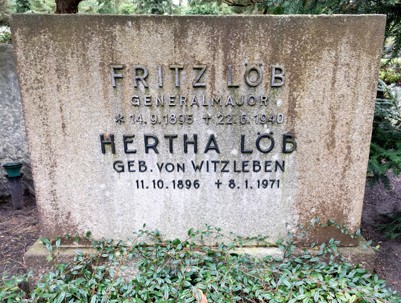 FRITZ LÖB
GENERALMAJOR
*14.9.1895 +22.6.1940
HERTHA LÖB
GEB. VON WITZLEBEN
11.10.1896 +8.1.1971